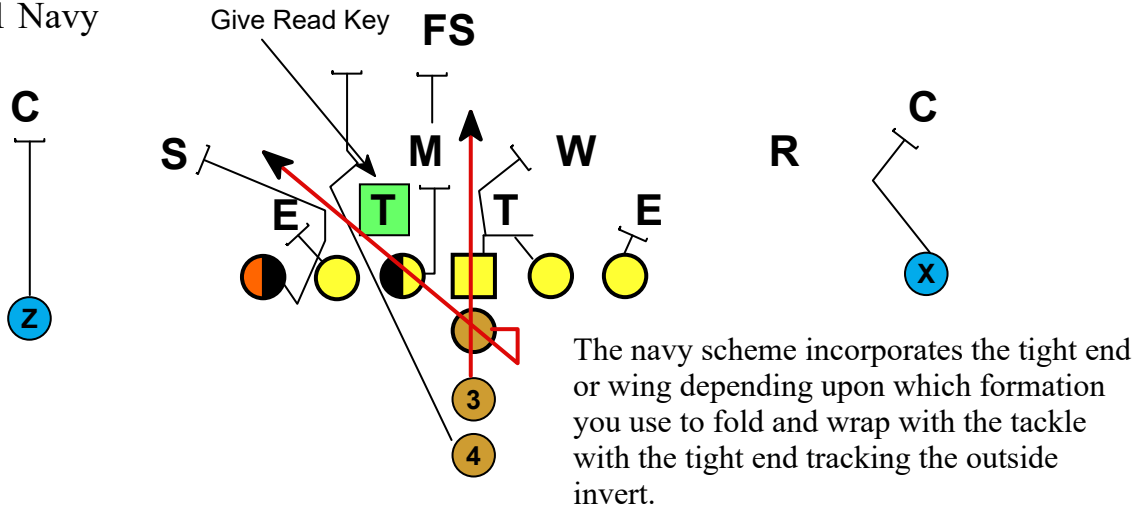 Navy
Give Read Key
FS
C
C
S
M
W
R
E
T
T
E
X
Z
3
4
The navy scheme incorporates the tight end
or wing depending upon which formation
you use to fold and wrap with the tackle
with the tight end tracking the outside
invert.